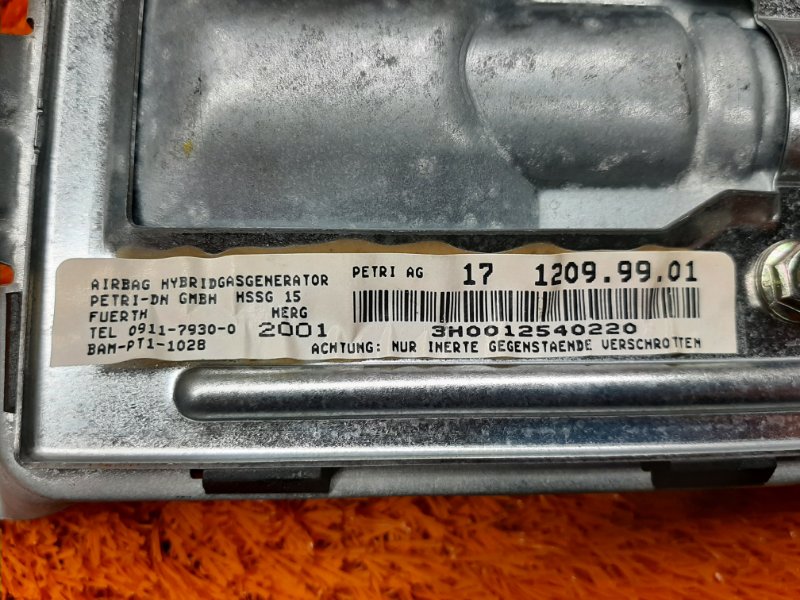 AIRBAG HYBRIDGASGENERATOR
PETRI-DN GMBH HSSG 15
FUERTH HERG
TEL 0911-7930-0 2001
BAM-PT1-1028
PETRI AG 17 1209.99.01
3H0012540220
ACHTUNG: NUR INERTE GEGENSTAENDE VERSCHROTTEN